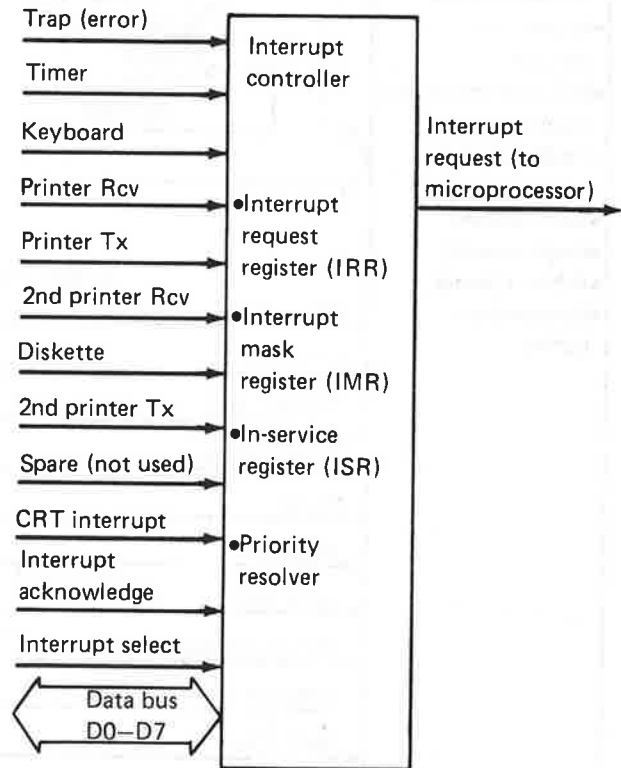 Trap (error)
Timer
Keyboard
Printer Rcv
Printer Tx
2nd printer Rcv
Diskette
2nd printer Tx
Spare (not used)
CRT interrupt
Interrupt
acknowledge
Interrupt select
Data bus
D0–D7
Interrupt
controller
•Interrupt
request
register (IRR)
•Interrupt
mask
register (IMR)
•In-service
register (ISR)
•Priority
resolver
Interrupt
request (to
microprocessor)